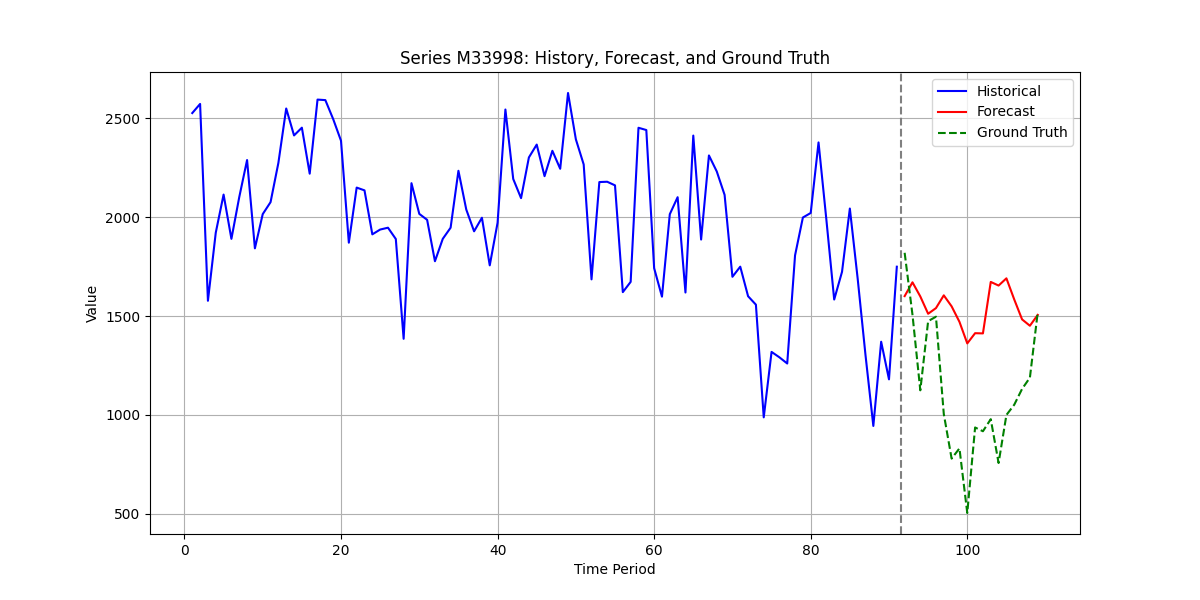 Series M33998: History, Forecast, and Ground Truth
Historical
Forecast
Ground Truth
Value
2500
2000
1500
1000
500
0 20 40 60 80 100
Time Period